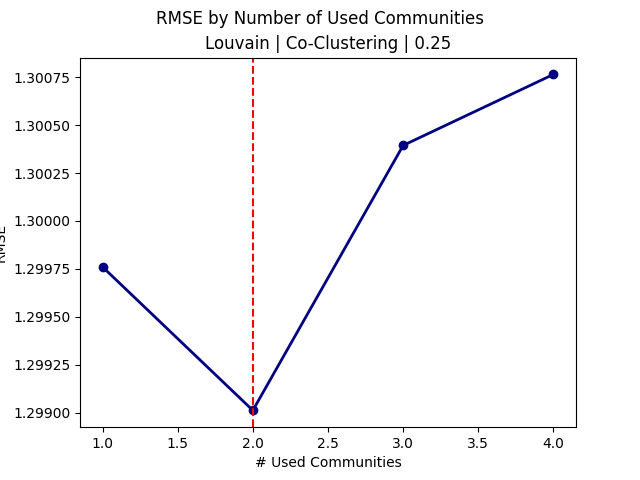 RMSE by Number of Used Communities
Louvain | Co-Clustering | 0.25
1.30075
1.30050
1.30025
1.30000
1.29975
1.29950
1.29925
1.29900
RMSE
1.0 1.5 2.0 2.5 3.0 3.5 4.0
# Used Communities